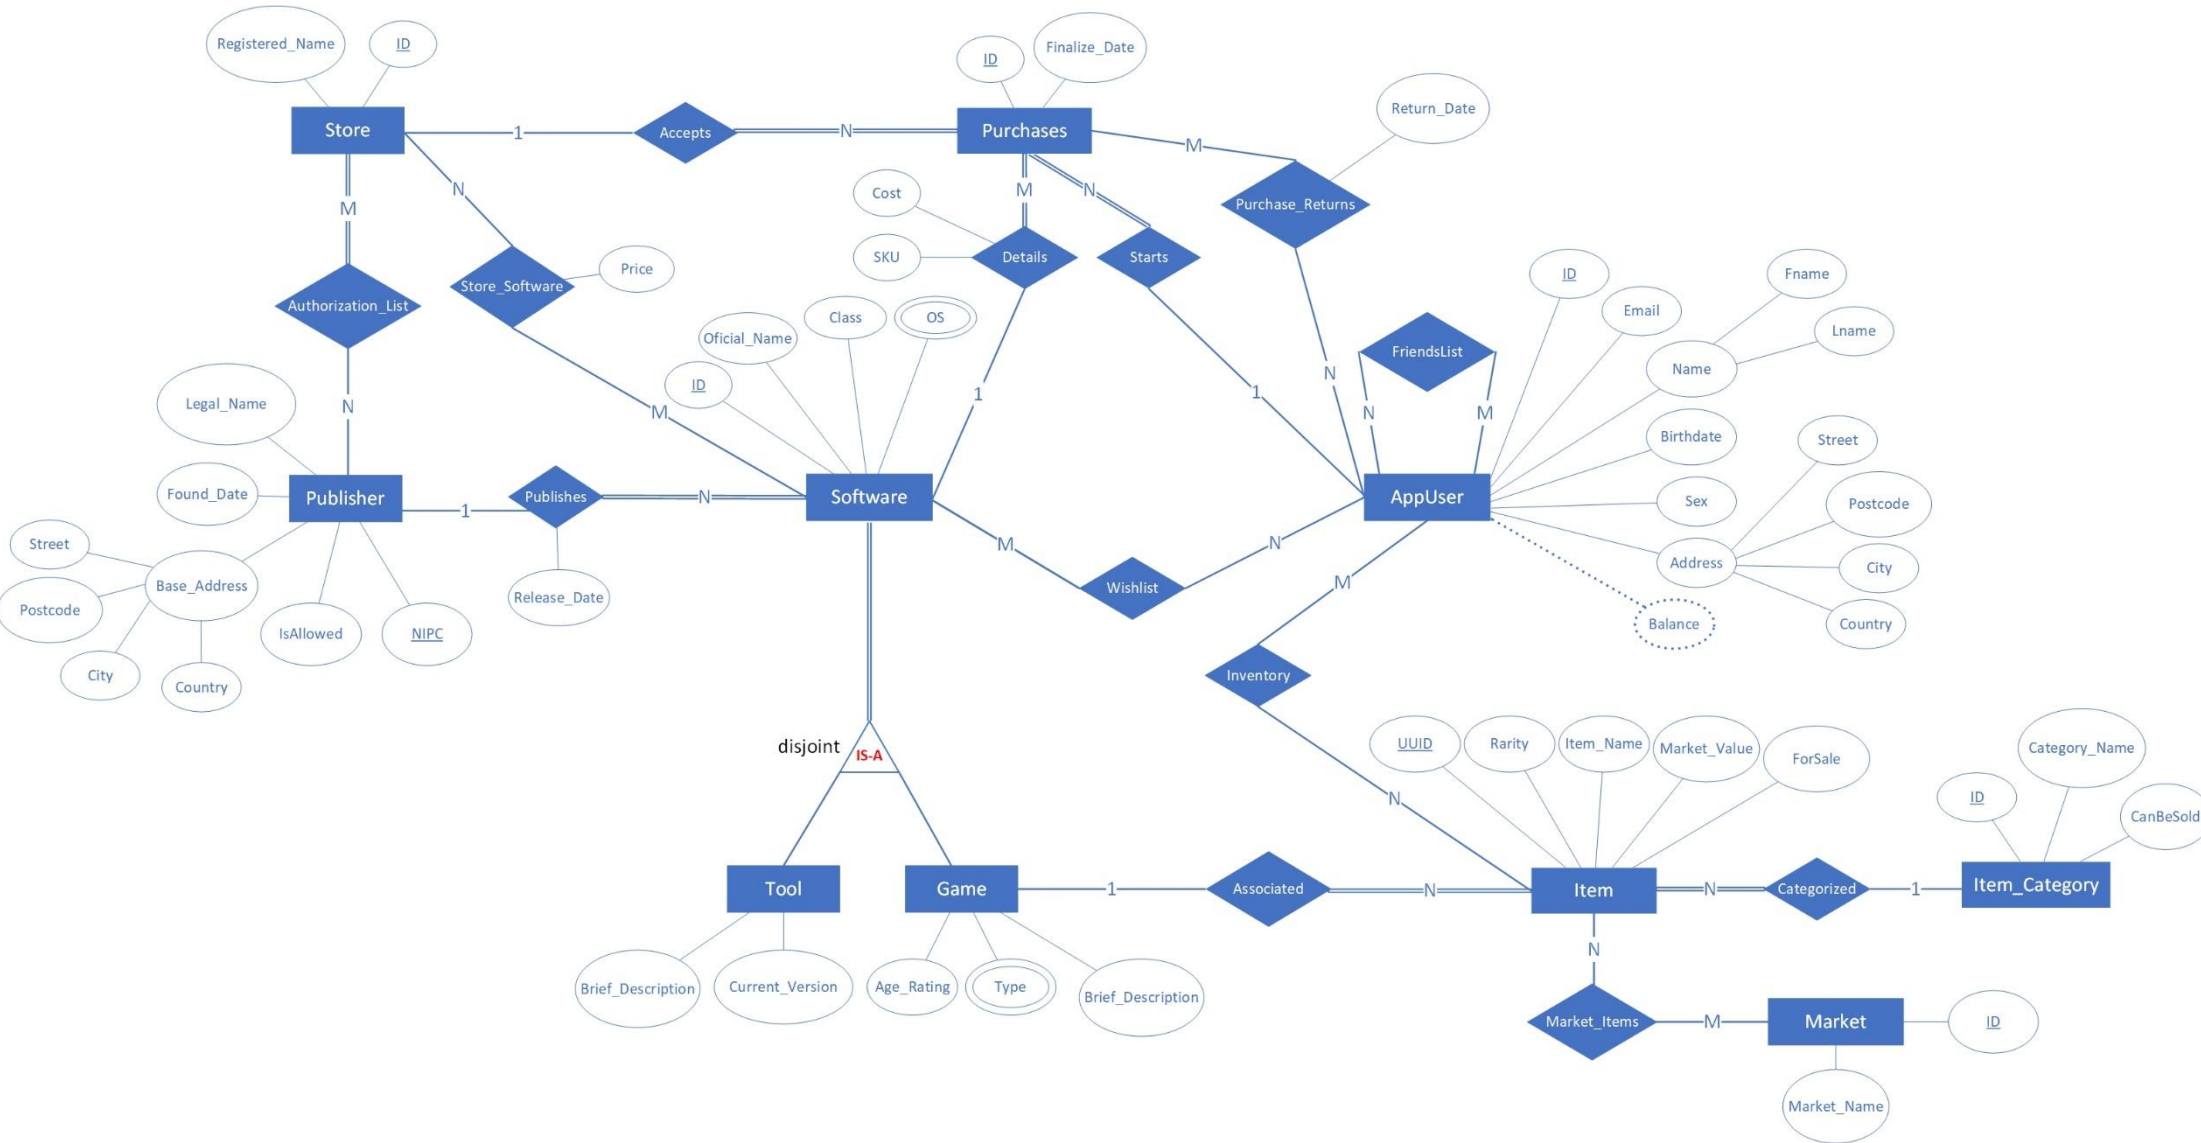 Registered_Name
ID
Store
1
Accepts
N
Purchases
ID
Finalize_Date
M
Purchase_Returns
Return_Date
N
M
Authorization_List
N
N
Store_Software
Price
M
Cost
SKU
M
Details
1
N
Starts
1
ID
Oficial_Name
Class
OS
Software
Legal_Name
Found_Date
Publisher
Street
Postcode
City
Country
Base_Address
IsAllowed
NIPC
1
Publishes
N
Release_Date
FriendsList
N
M
AppUser
ID
Email
Name
Fname
Lname
Birthdate
Sex
Address
Street
Postcode
City
Country
Balance
M
Wishlist
N
M
Inventory
N
disjoint
IS-A
Tool
Brief_Description
Current_Version
Game
Age_Rating
Type
Brief_Description
1
Associated
N
Item
UUID
Rarity
Item_Name
Market_Value
ForSale
N
Categorized
1
Item_Category
ID
Category_Name
CanBeSold
N
Market_Items
M
Market
ID
Market_Name